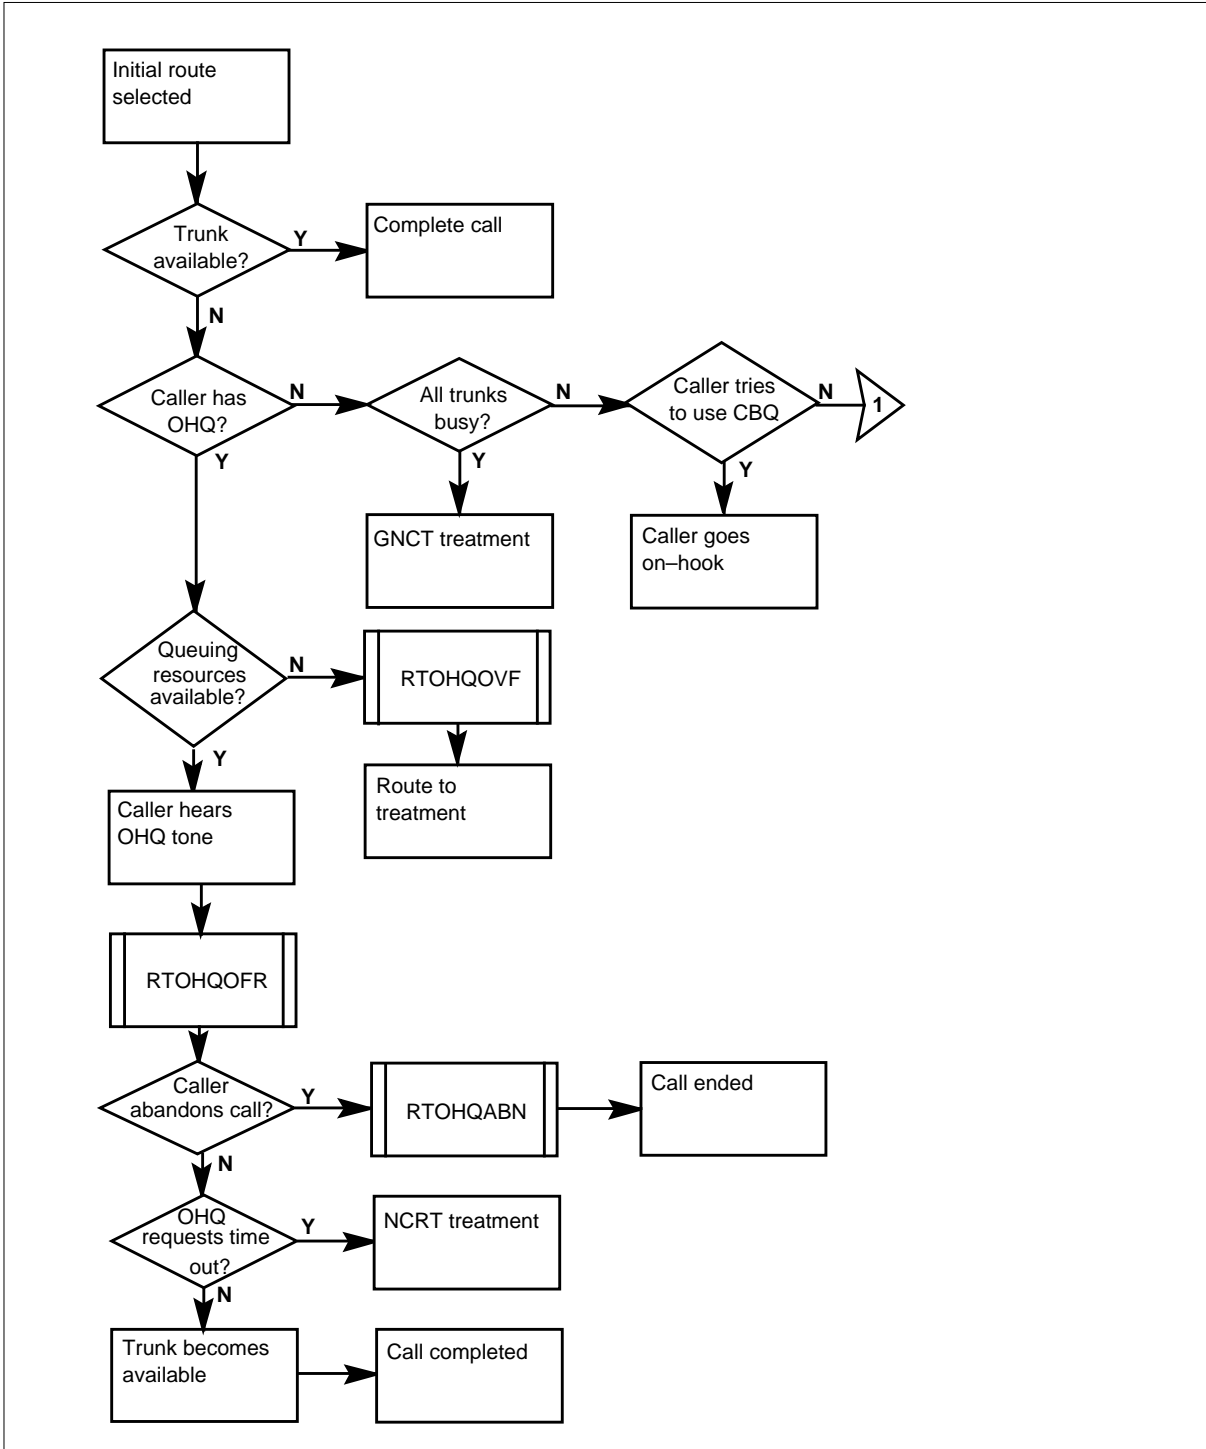 Initial route
selected
Trunk
available?
Y
Complete call
N
Caller has
OHQ?
N
All trunks
busy?
N
Caller tries
to use CBQ
N
1
Y
Y
Y
GNCT treatment
Caller goes
on–hook
Queuing
resources
available?
N
RTOHQOVF
Y
Route to
treatment
Caller hears
OHQ tone
RTOHQOFR
Caller
abandons call?
Y
RTOHQABN
Call ended
N
OHQ
requests time
out?
Y
NCRT treatment
N
Trunk becomes
available
Call completed